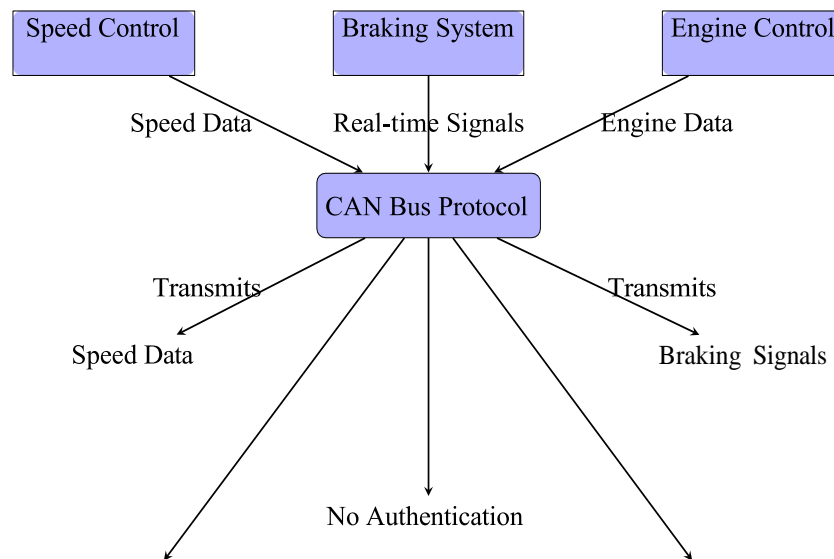 Speed Control
Braking System
Engine Control
Speed Data
Real-time Signals
Engine Data
CAN Bus Protocol
Transmits
Transmits
Speed Data
Braking Signals
No Authentication